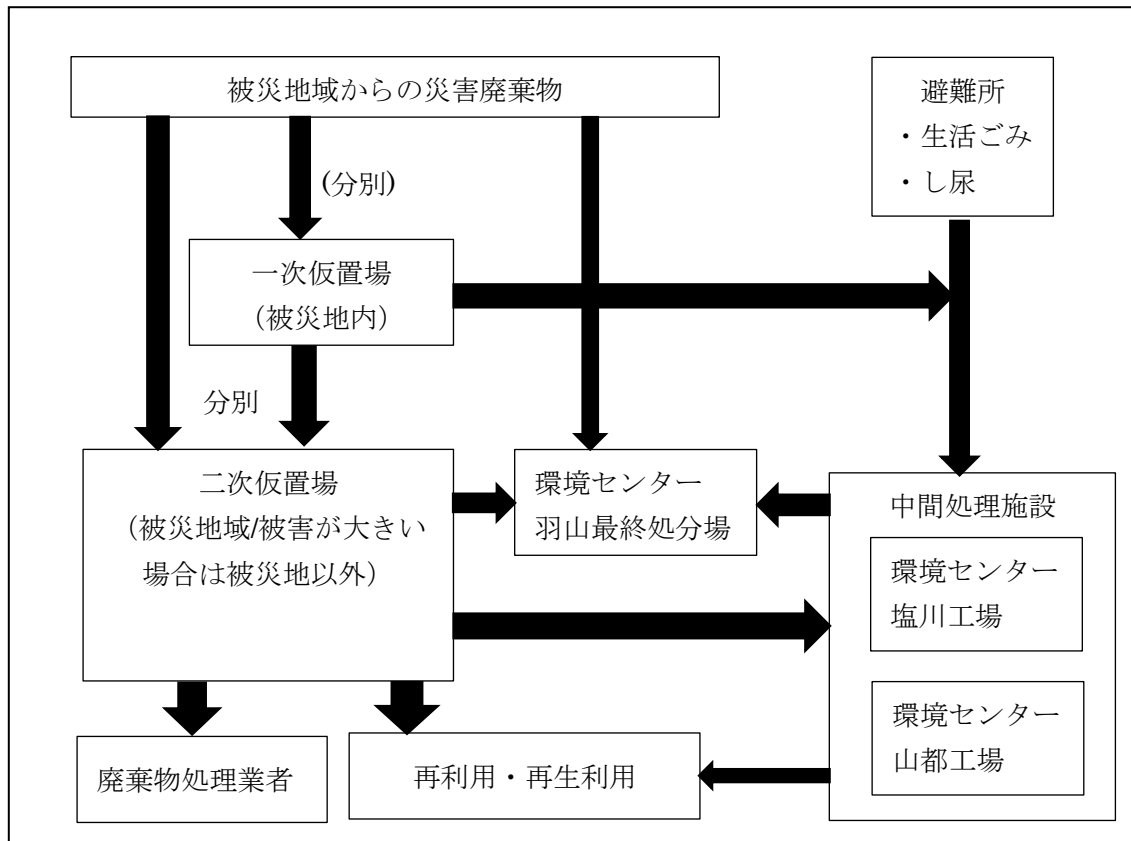 被災地域からの災害廃棄物
避難所
・生活ごみ
・し尿
(分別)
一次仮置場
（被災地内）
分別
二次仮置場
（被災地域/被害が大きい
場合は被災地以外）
環境センター
羽山最終処分場
中間処理施設
環境センター
塩川工場
環境センター
山都工場
廃棄物処理業者
再利用・再生利用